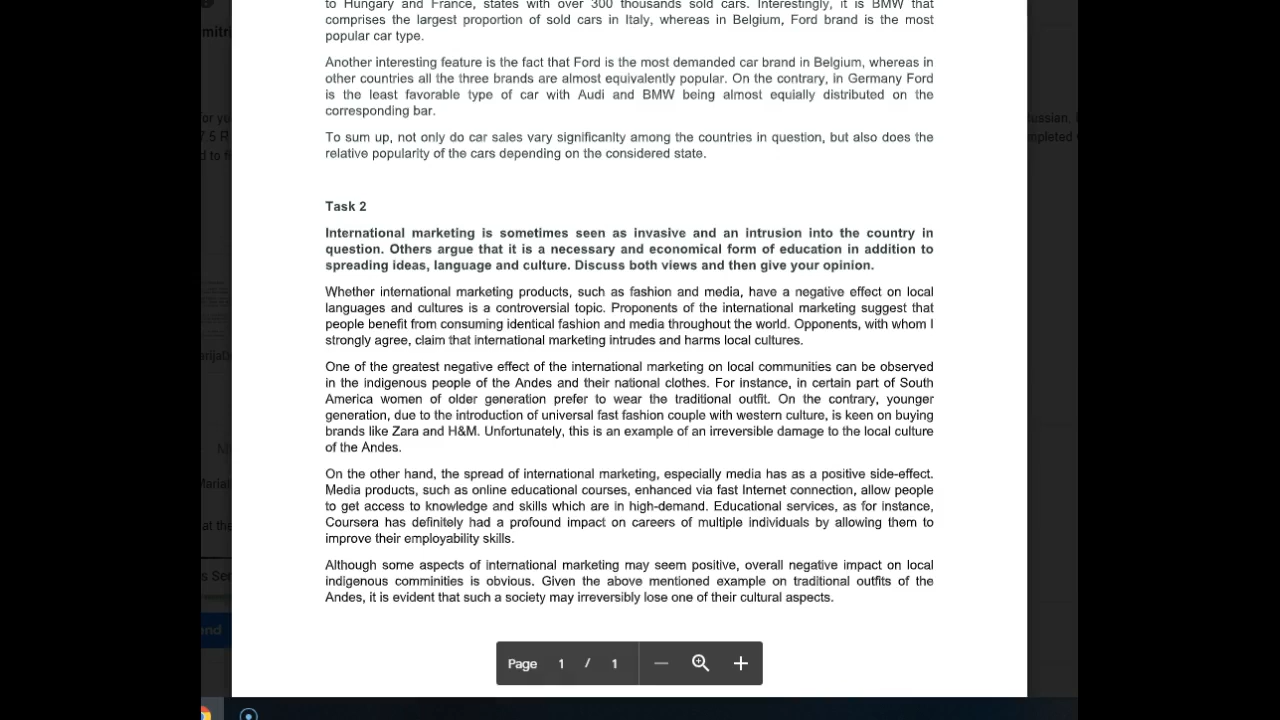 to Hungary and France, states with over 300 thousands sold cars. Interestingly, it is BMW that
comprises the largest proportion of sold cars in Italy, whereas in Belgium, Ford brand is the most
popular car type.
Another interesting feature is the fact that Ford is the most demanded car brand in Belgium, whereas in
other countries all the three brands are almost equivalently popular. On the contrary, in Germany Ford
is the least favorable type of car with Audi and BMW being almost equially distributed on the
corresponding bar.
To sum up, not only do car sales vary significanlty among the countries in question, but also does the
relative popularity of the cars depending on the considered state.
Task 2
International marketing is sometimes seen as invasive and an intrusion into the country in
question. Others argue that it is a necessary and economical form of education in addition to
spreading ideas, language and culture. Discuss both views and then give your opinion.
Whether international marketing products, such as fashion and media, have a negative effect on local
languages and cultures is a controversial topic. Proponents of the international marketing suggest that
people benefit from consuming identical fashion and media throughout the world. Opponents, with whom I
strongly agree, claim that international marketing intrudes and harms local cultures.
One of the greatest negative effect of the international marketing on local communities can be observed
in the indigenous people of the Andes and their national clothes. For instance, in certain part of South
America women of older generation prefer to wear the traditional outfit. On the contrary, younger
generation, due to the introduction of universal fast fashion couple with western culture, is keen on buying
brands like Zara and H&M. Unfortunately, this is an example of an irreversible damage to the local culture
of the Andes.
On the other hand, the spread of international marketing, especially media has as a positive side-effect.
Media products, such as online educational courses, enhanced via fast Internet connection, allow people
to get access to knowledge and skills which are in high-demand. Educational services, as for instance,
Coursera has definitely had a profound impact on careers of multiple individuals by allowing them to
improve their employability skills.
Although some aspects of international marketing may seem positive, overall negative impact on local
indigenous comminities is obvious. Given the above mentioned example on traditional outfits of the
Andes, it is evident that such a society may irreversibly lose one of their cultural aspects.
Page 1 / 1